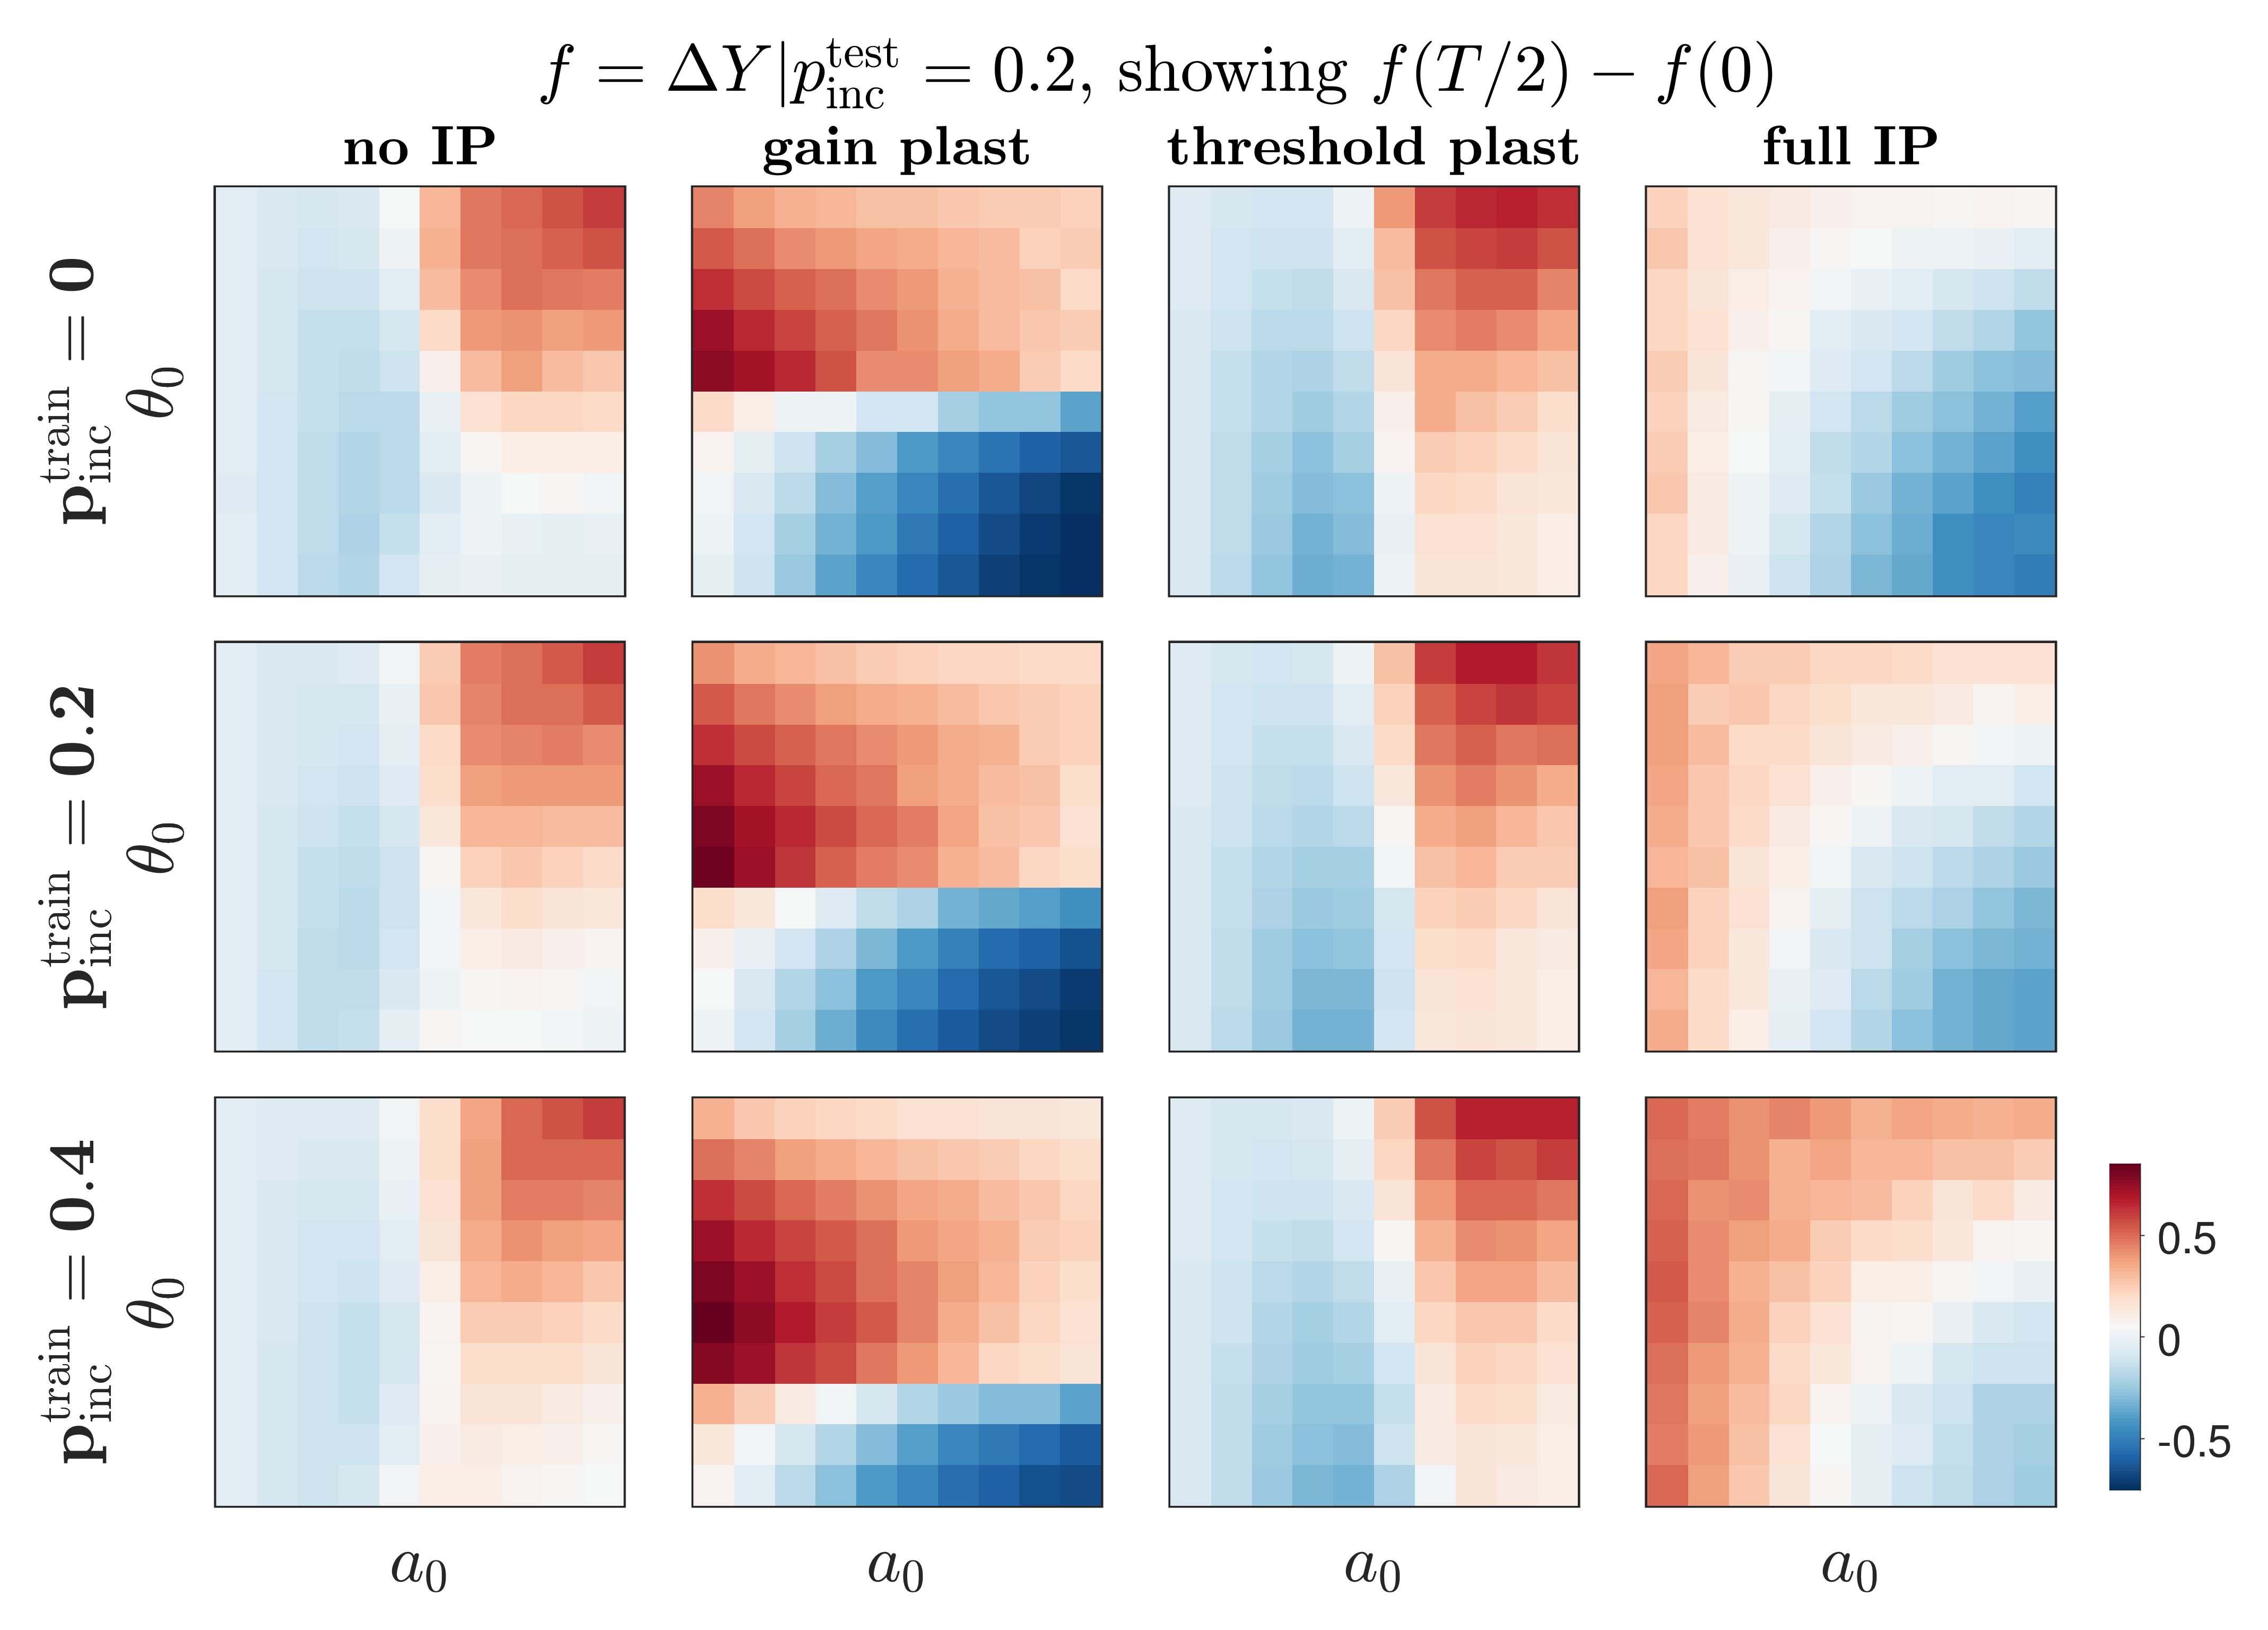 f = ΔY|p_inc^test = 0.2, showing f(T/2) − f(0)
no IP gain plast threshold plast full IP
p_inc^train = 0
θ₀
p_inc^train = 0.2
θ₀
p_inc^train = 0.4
θ₀
0.5
0
-0.5
a₀ a₀ a₀ a₀